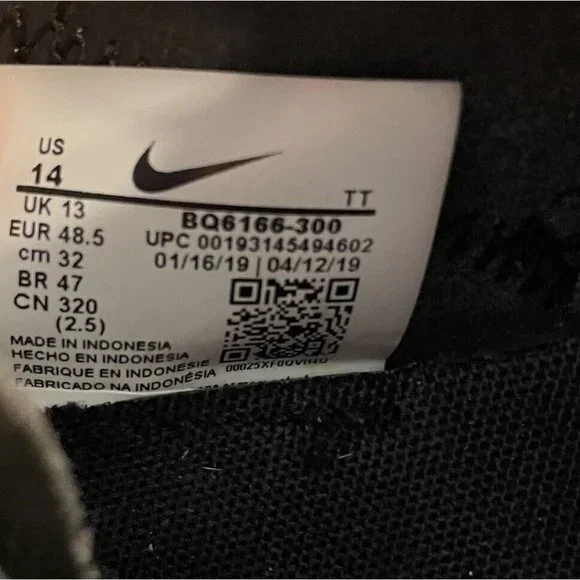 US
14
TT
UK 13
BQ6166-300
EUR 48.5
UPC 00193145494602
cm 32
01/16/19 | 04/12/19
BR 47
CN 320
(2.5)
MADE IN INDONESIA
HECHO EN INDONESIA
FABRIQUE EN INDONÉSIE
FABRICADO NA INDONÉSIA